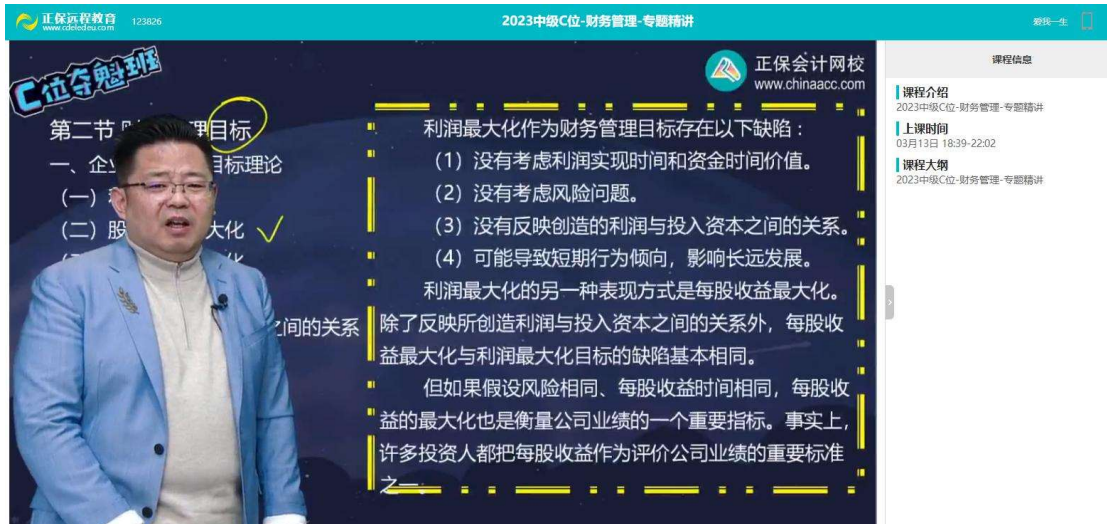 正保远程教育
www.cdeledu.com
123826
2023中级C位-财务管理-专题精讲
爱我一生
C位夺魁班
正保会计网校
www.chinaacc.com
第二节
理目标
一、企
目标理论
(一)
(二)股
大化
之间的关系
利润最大化作为财务管理目标存在以下缺陷：
(1)没有考虑利润实现时间和资金时间价值。
(2)没有考虑风险问题。
(3)没有反映创造的利润与投入资本之间的关系。
(4)可能导致短期行为倾向，影响长远发展。
利润最大化的另一种表现方式是每股收益最大化。
除了反映所创造利润与投入资本之间的关系外，每股收
益最大化与利润最大化目标的缺陷基本相同。
但如果假设风险相同、每股收益时间相同，每股收
益的最大化也是衡量公司业绩的一个重要指标。事实上，
许多投资人都把每股收益作为评价公司业绩的重要标准
之一。
课程信息
课程介绍
2023中级C位-财务管理-专题精讲
上课时间
03月13日 18:39-22:02
课程大纲
2023中级C位-财务管理-专题精讲